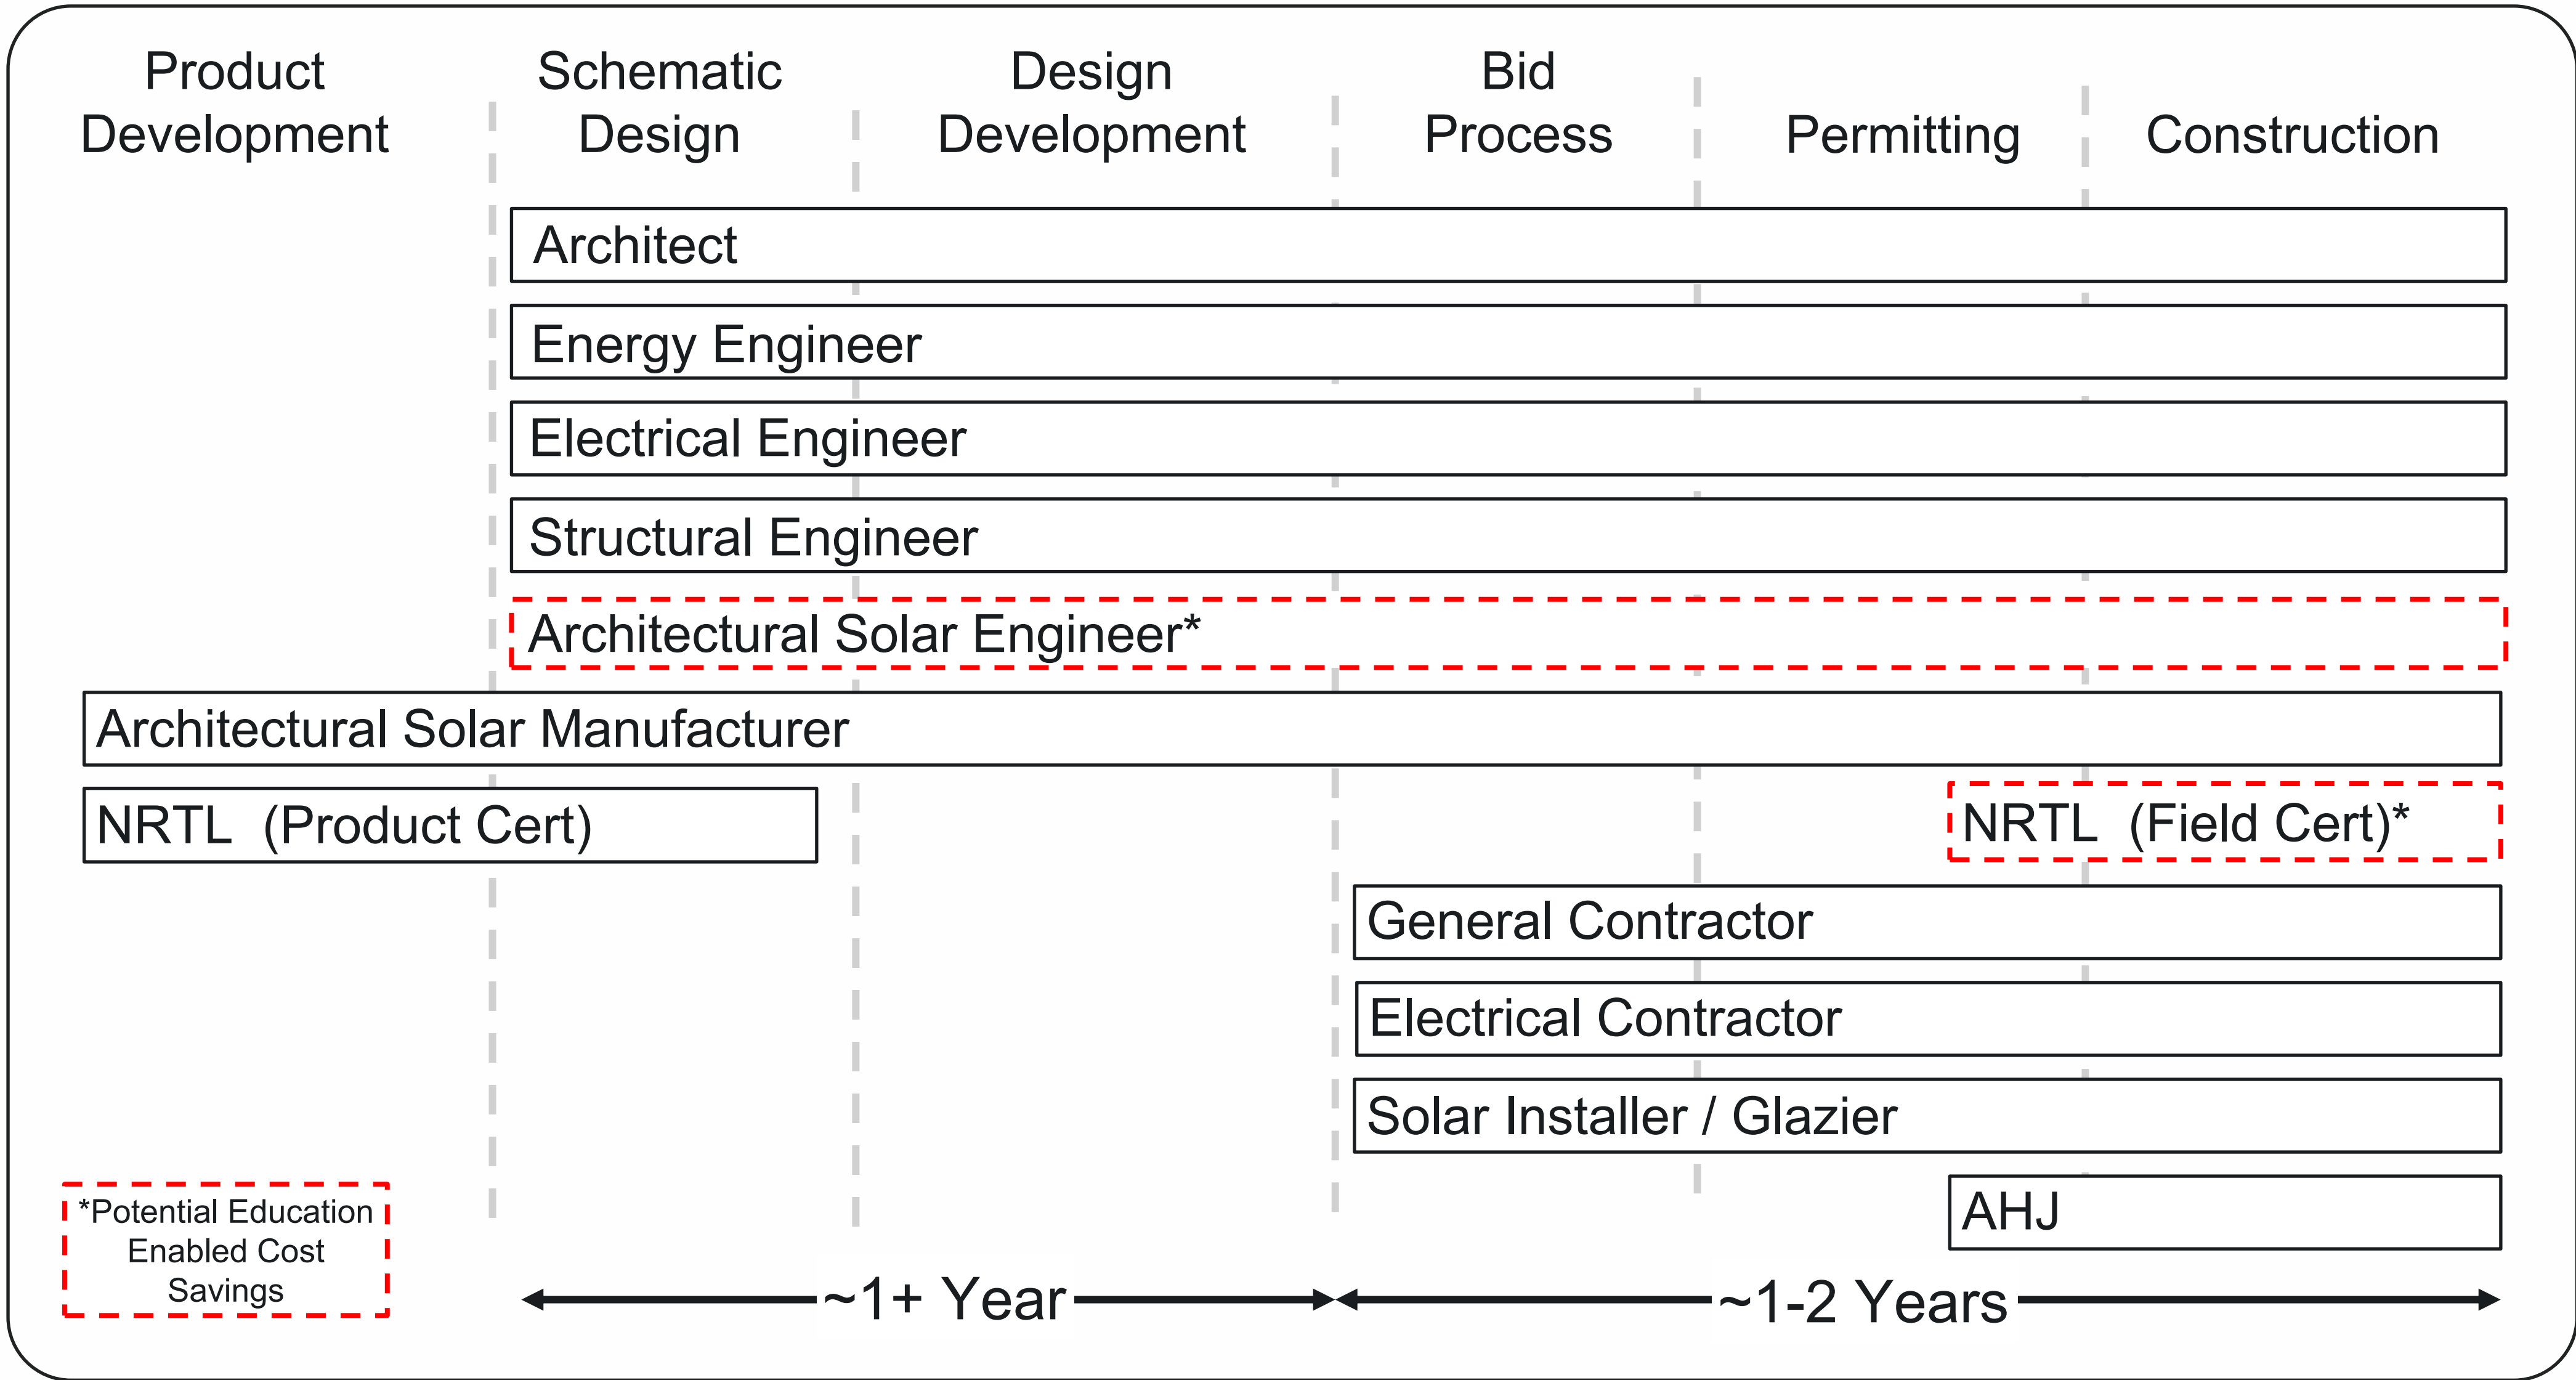 Product
Development
Schematic
Design
Design
Development
Bid
Process
Permitting
Construction
Architect
Energy Engineer
Electrical Engineer
Structural Engineer
Architectural Solar Engineer*
Architectural Solar Manufacturer
NRTL (Product Cert)
NRTL (Field Cert)*
General Contractor
Electrical Contractor
Solar Installer / Glazier
AHJ
*Potential Education
Enabled Cost
Savings
~1+ Year
~1-2 Years